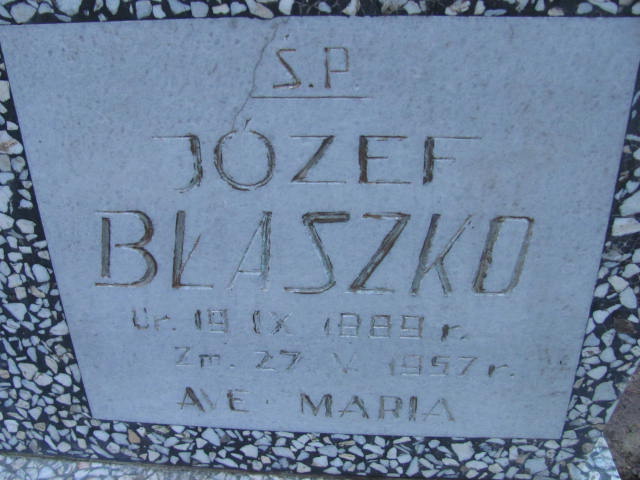 Ś.P.
JÓZEF
BŁASZKO
Ur. 19 IX 1889 r.
Zm. 27 V 1957 r.
AVE MARIA